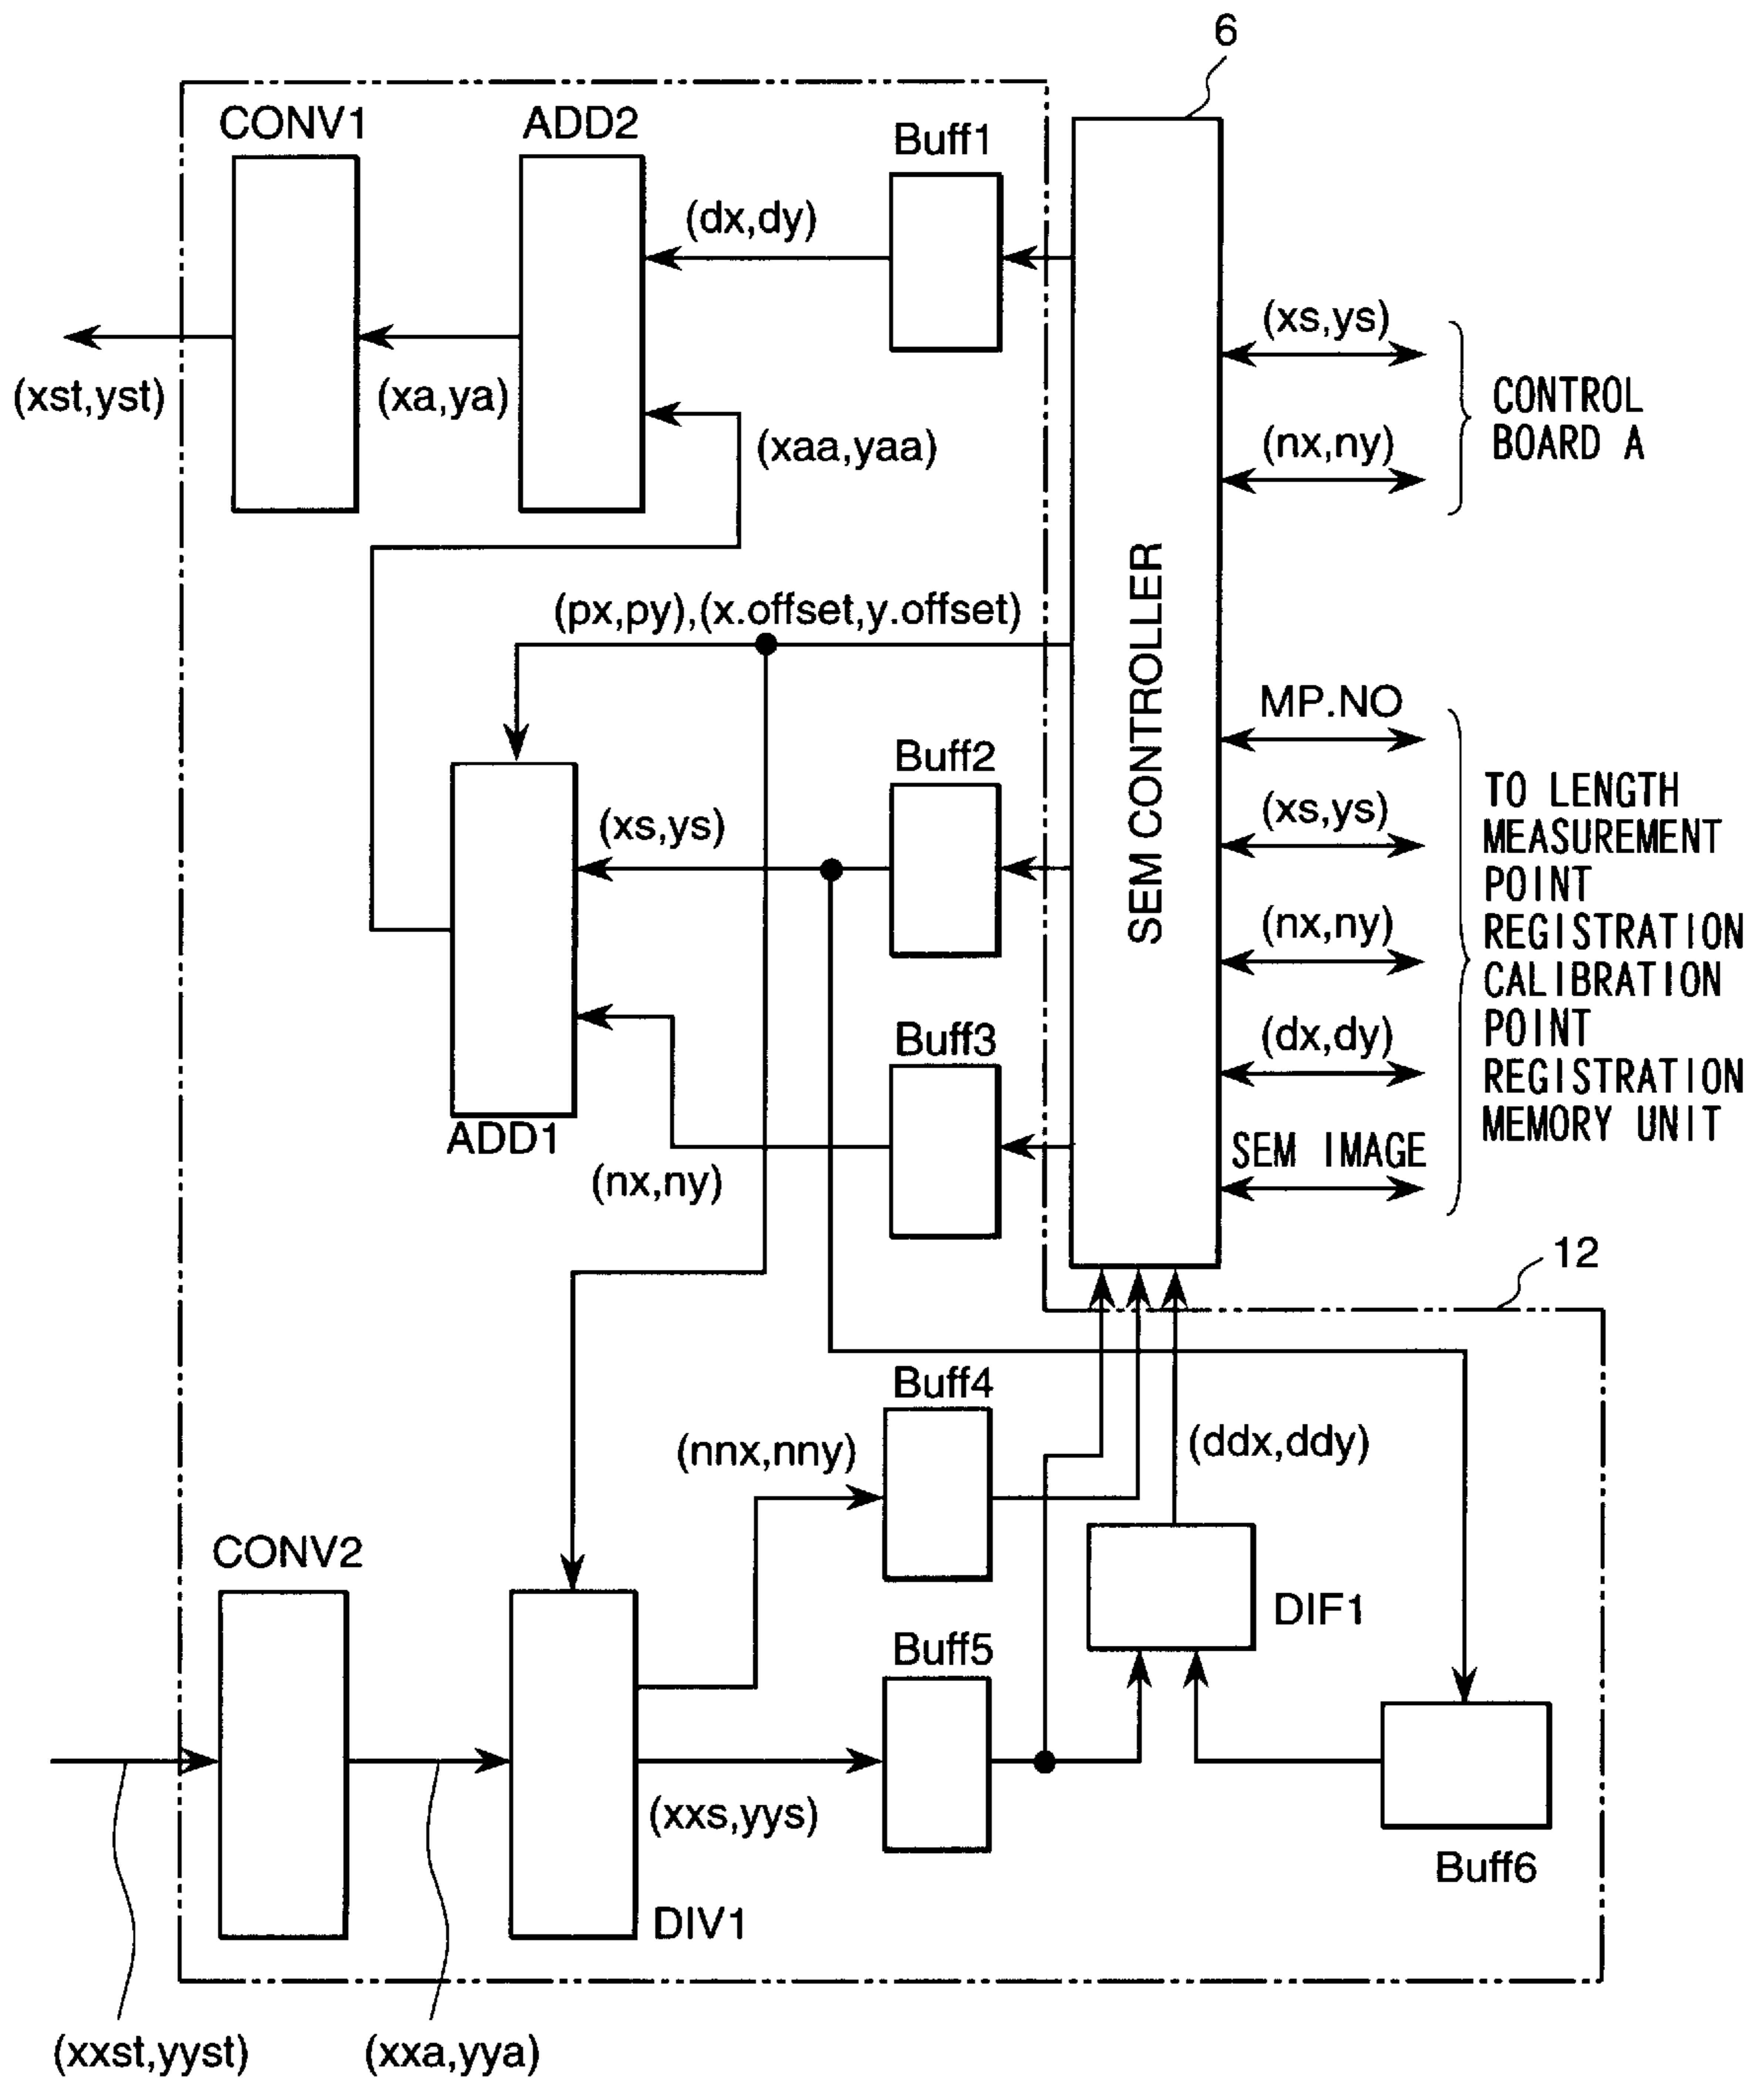 6
CONV1
ADD2
Buff1
(dx,dy)
(xs,ys)
(xst,yst)
(xa,ya)
(xaa,yaa)
(nx,ny)
CONTROL
BOARD A
(px,py),(x.offset,y.offset)
SEM CONTROLLER
MP.NO
Buff2
(xs,ys)
(xs,ys)
(nx,ny)
TO LENGTH
MEASUREMENT
POINT
REGISTRATION
CALIBRATION
POINT
REGISTRATION
MEMORY UNIT
Buff3
(dx,dy)
ADD1
(nx,ny)
SEM IMAGE
12
Buff4
(nnx,nny)
(ddx,ddy)
CONV2
DIF1
Buff5
(xxs,yys)
Buff6
DIV1
(xxst,yyst)
(xxa,yya)